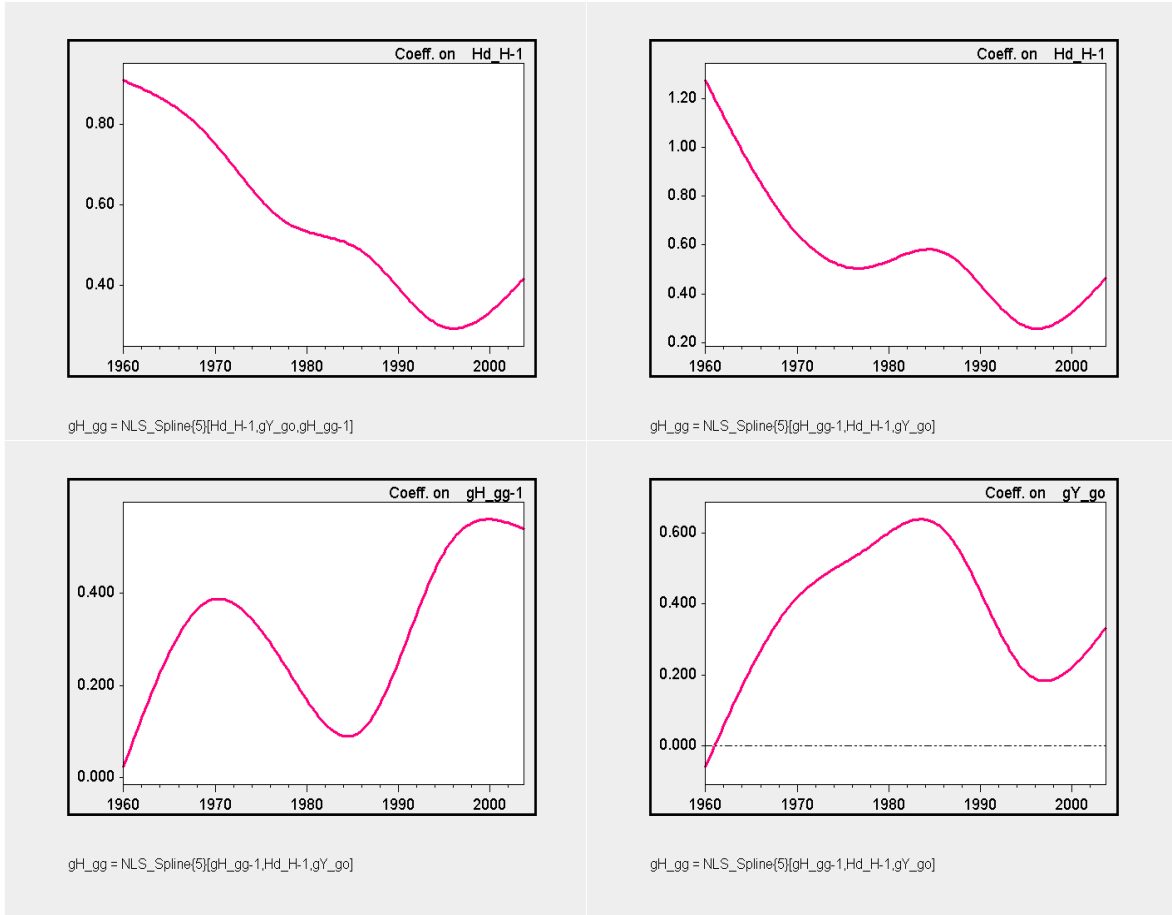 Coeff. on Hd_H-1
0.80
0.60
0.40
1960 1970 1980 1990 2000
gH_gg = NLS_Spline{5}[Hd_H-1,gY_go,gH_gg-1]
Coeff. on Hd_H-1
1.20
1.00
0.80
0.60
0.40
0.20
1960 1970 1980 1990 2000
gH_gg = NLS_Spline{5}[gH_gg-1,Hd_H-1,gY_go]
Coeff. on gH_gg-1
0.400
0.200
0.000
1960 1970 1980 1990 2000
gH_gg = NLS_Spline{5}[gH_gg-1,Hd_H-1,gY_go]
Coeff. on gY_go
0.600
0.400
0.200
0.000
1960 1970 1980 1990 2000
gH_gg = NLS_Spline{5}[gH_gg-1,Hd_H-1,gY_go]